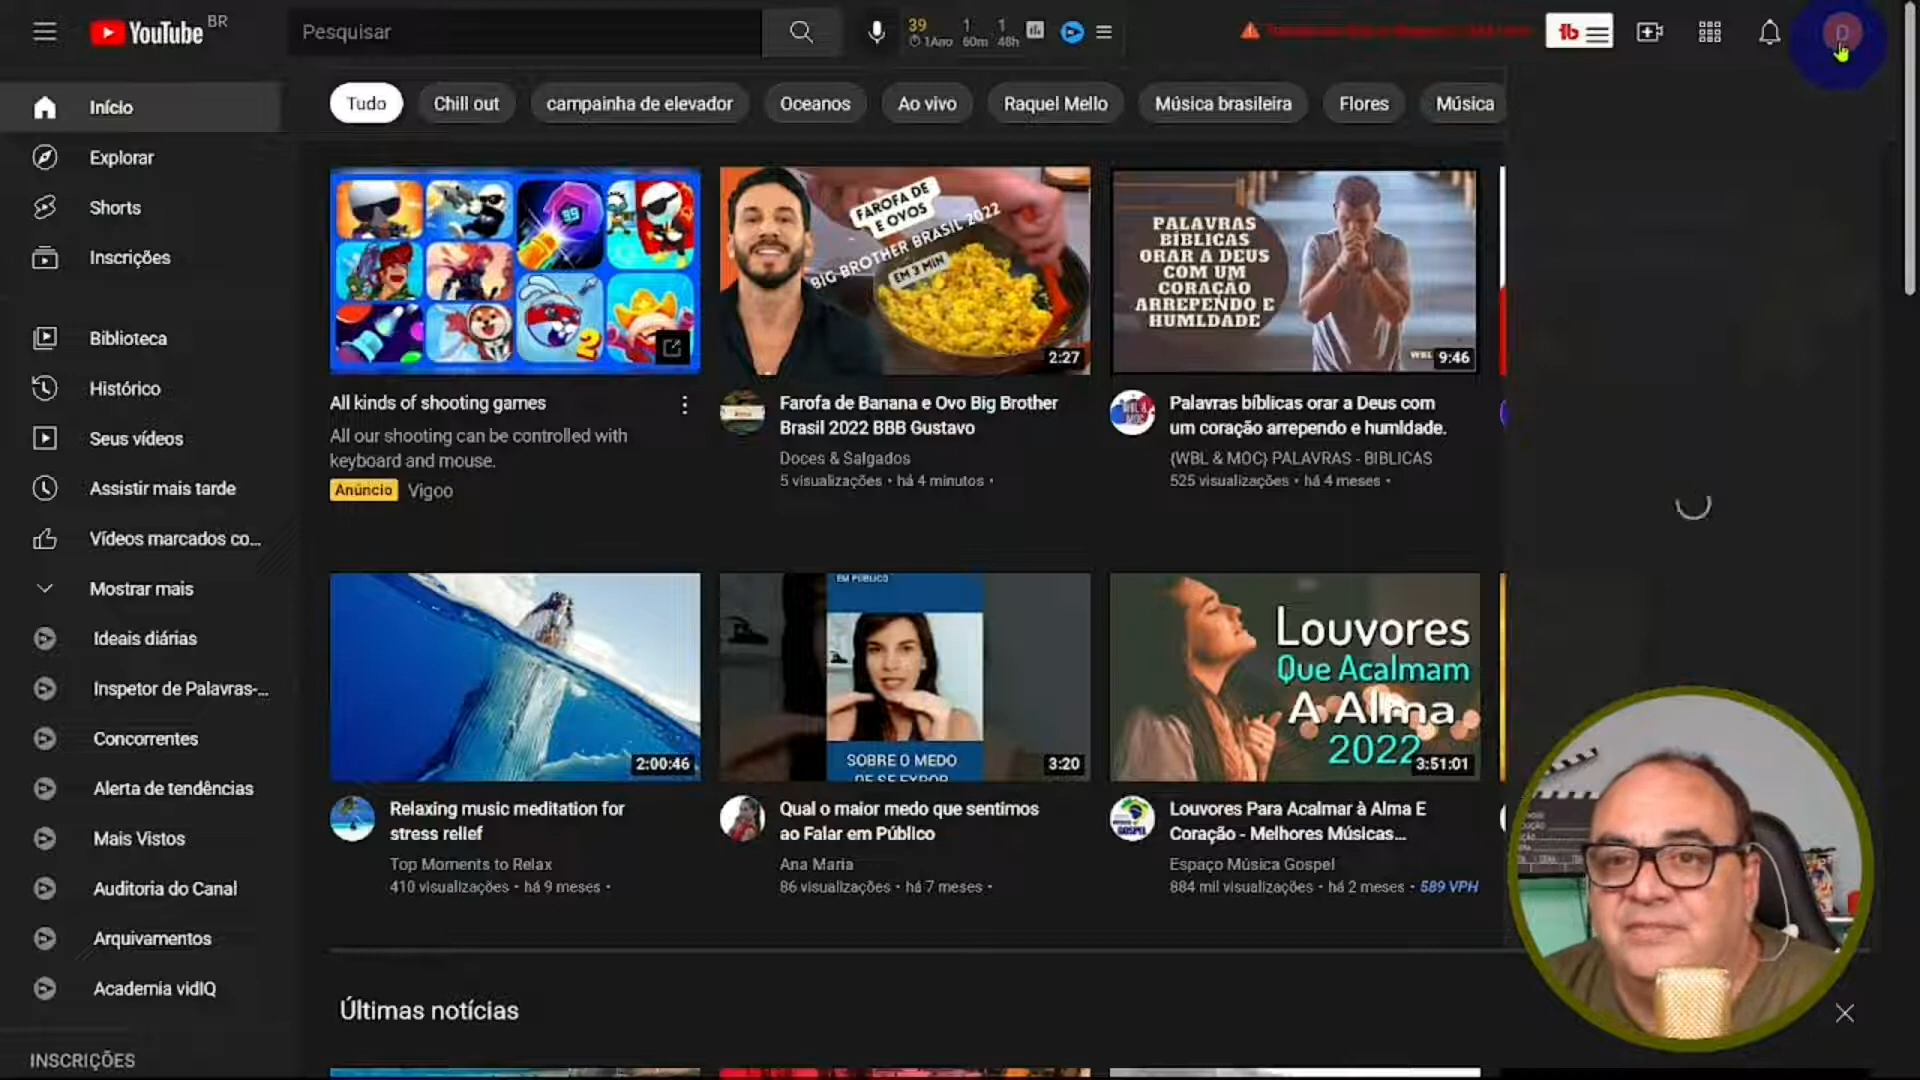 YouTube BR
Pesquisar
39
1Ano
1
60m
1
48h
tb
D
Tudo
Chill out
campainha de elevador
Oceanos
Ao vivo
Raquel Mello
Música brasileira
Flores
Música
Início
Explorar
Shorts
Inscrições
Biblioteca
Histórico
Seus vídeos
Assistir mais tarde
Vídeos marcados co...
Mostrar mais
Ideais diárias
Inspetor de Palavras-...
Concorrentes
Alerta de tendências
Mais Vistos
Auditoria do Canal
Arquivamentos
Academia vidIQ
INSCRIÇÕES
99
2
All kinds of shooting games
All our shooting can be controlled with
keyboard and mouse.
Anúncio Vigoo
FAROFA DE
E OVOS
BIG BROTHER BRASIL 2022
EM 3 MIN
2:27
Farofa de Banana e Ovo Big Brother
Brasil 2022 BBB Gustavo
Doces & Salgados
5 visualizações • há 4 minutos •
PALAVRAS
BÍBLICAS
ORAR A DEUS
COM UM
CORAÇÃO
ARREPENDO E
HUMLDADE
9:46
Palavras bíblicas orar a Deus com
um coração arrependo e humldade.
(WBL & MOC) PALAVRAS - BIBLICAS
525 visualizações • há 4 meses •
2:00:46
Relaxing music meditation for
stress relief
Top Moments to Relax
410 visualizações • há 9 meses •
EM PÚBLICO
SOBRE O MEDO
DE SE EXPOR
3:20
Qual o maior medo que sentimos
ao Falar em Público
Ana Maria
86 visualizações • há 7 meses •
Louvores
Que Acalmam
A Alma
2022
3:51:01
Louvores Para Acalmar à Alma E
Coração - Melhores Músicas...
Espaço Música Gospel
884 mil visualizações • há 2 meses • 589 VPH
Últimas notícias